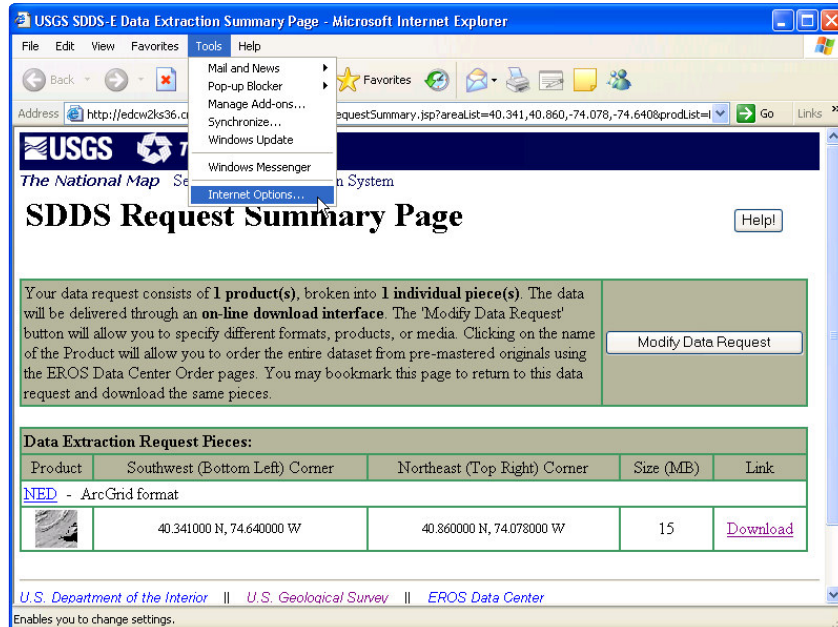 USGS SDDS-E Data Extraction Summary Page - Microsoft Internet Explorer
File Edit View Favorites Tools Help
Back Favorites
Mail and News
Pop-up Blocker
Manage Add-ons...
Synchronize...
Windows Update
Windows Messenger
Internet Options...
Address http://edcw2ks36.cr equestSummary.jsp?areaList=40.341,40.860,-74.078,-74.640&prodList=I Go Links »
USGS T
The National Map Se n System
SDDS Request Summary Page
Help!
Your data request consists of 1 product(s), broken into 1 individual piece(s). The data
will be delivered through an on-line download interface. The 'Modify Data Request'
button will allow you to specify different formats, products, or media. Clicking on the name
of the Product will allow you to order the entire dataset from pre-mastered originals using
the EROS Data Center Order pages. You may bookmark this page to return to this data
request and download the same pieces.
Modify Data Request
Data Extraction Request Pieces:
Product Southwest (Bottom Left) Corner Northeast (Top Right) Corner Size (MB) Link
NED - ArcGrid format
40.341000 N, 74.640000 W 40.860000 N, 74.078000 W 15 Download
U.S. Department of the Interior || U.S. Geological Survey || EROS Data Center
Enables you to change settings.